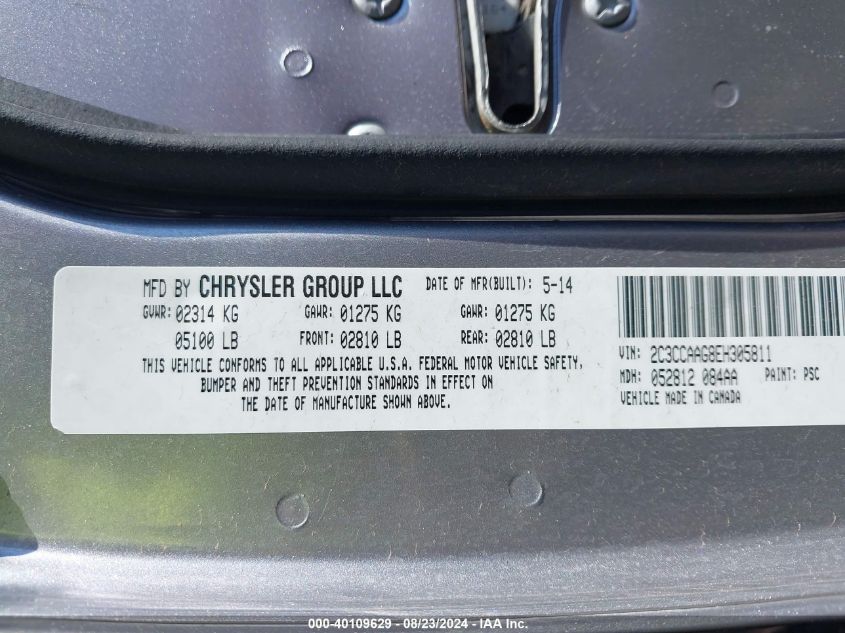 MFD BY CHRYSLER GROUP LLC DATE OF MFR(BUILT): 5-14
GVWR: 02314 KG GAWR: 01275 KG GAWR: 01275 KG
05100 LB FRONT: 02810 LB REAR: 02810 LB
THIS VEHICLE CONFORMS TO ALL APPLICABLE U.S.A. FEDERAL MOTOR VEHICLE SAFETY,
BUMPER AND THEFT PREVENTION STANDARDS IN EFFECT ON
THE DATE OF MANUFACTURE SHOWN ABOVE.
VIN: 2C3CCAAG8EH305811
MDH: 052812 084AA PAINT: PSC
VEHICLE MADE IN CANADA
000-40109629 - 08/23/2024 - IAA Inc.